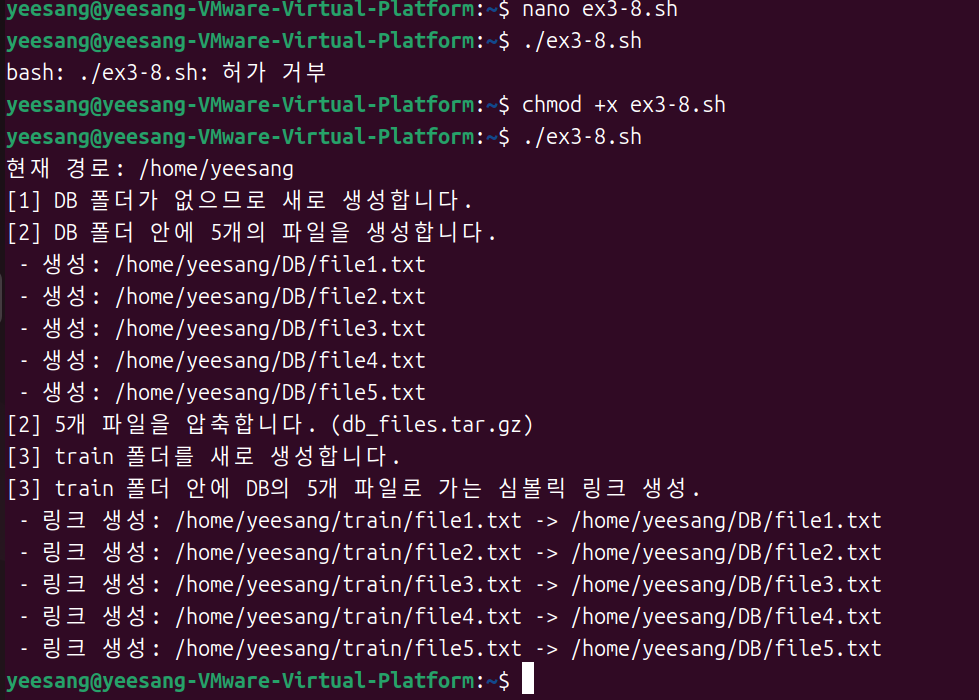 yeesang@yeesang-VMware-Virtual-Platform:~$ nano ex3-8.sh
yeesang@yeesang-VMware-Virtual-Platform:~$ ./ex3-8.sh
bash: ./ex3-8.sh: 허가 거부
yeesang@yeesang-VMware-Virtual-Platform:~$ chmod +x ex3-8.sh
yeesang@yeesang-VMware-Virtual-Platform:~$ ./ex3-8.sh
현재 경로: /home/yeesang
[1] DB 폴더가 없으므로 새로 생성합니다.
[2] DB 폴더 안에 5개의 파일을 생성합니다.
 - 생성: /home/yeesang/DB/file1.txt
 - 생성: /home/yeesang/DB/file2.txt
 - 생성: /home/yeesang/DB/file3.txt
 - 생성: /home/yeesang/DB/file4.txt
 - 생성: /home/yeesang/DB/file5.txt
[2] 5개 파일을 압축합니다. (db_files.tar.gz)
[3] train 폴더를 새로 생성합니다.
[3] train 폴더 안에 DB의 5개 파일로 가는 심볼릭 링크 생성.
 - 링크 생성: /home/yeesang/train/file1.txt -> /home/yeesang/DB/file1.txt
 - 링크 생성: /home/yeesang/train/file2.txt -> /home/yeesang/DB/file2.txt
 - 링크 생성: /home/yeesang/train/file3.txt -> /home/yeesang/DB/file3.txt
 - 링크 생성: /home/yeesang/train/file4.txt -> /home/yeesang/DB/file4.txt
 - 링크 생성: /home/yeesang/train/file5.txt -> /home/yeesang/DB/file5.txt
yeesang@yeesang-VMware-Virtual-Platform:~$